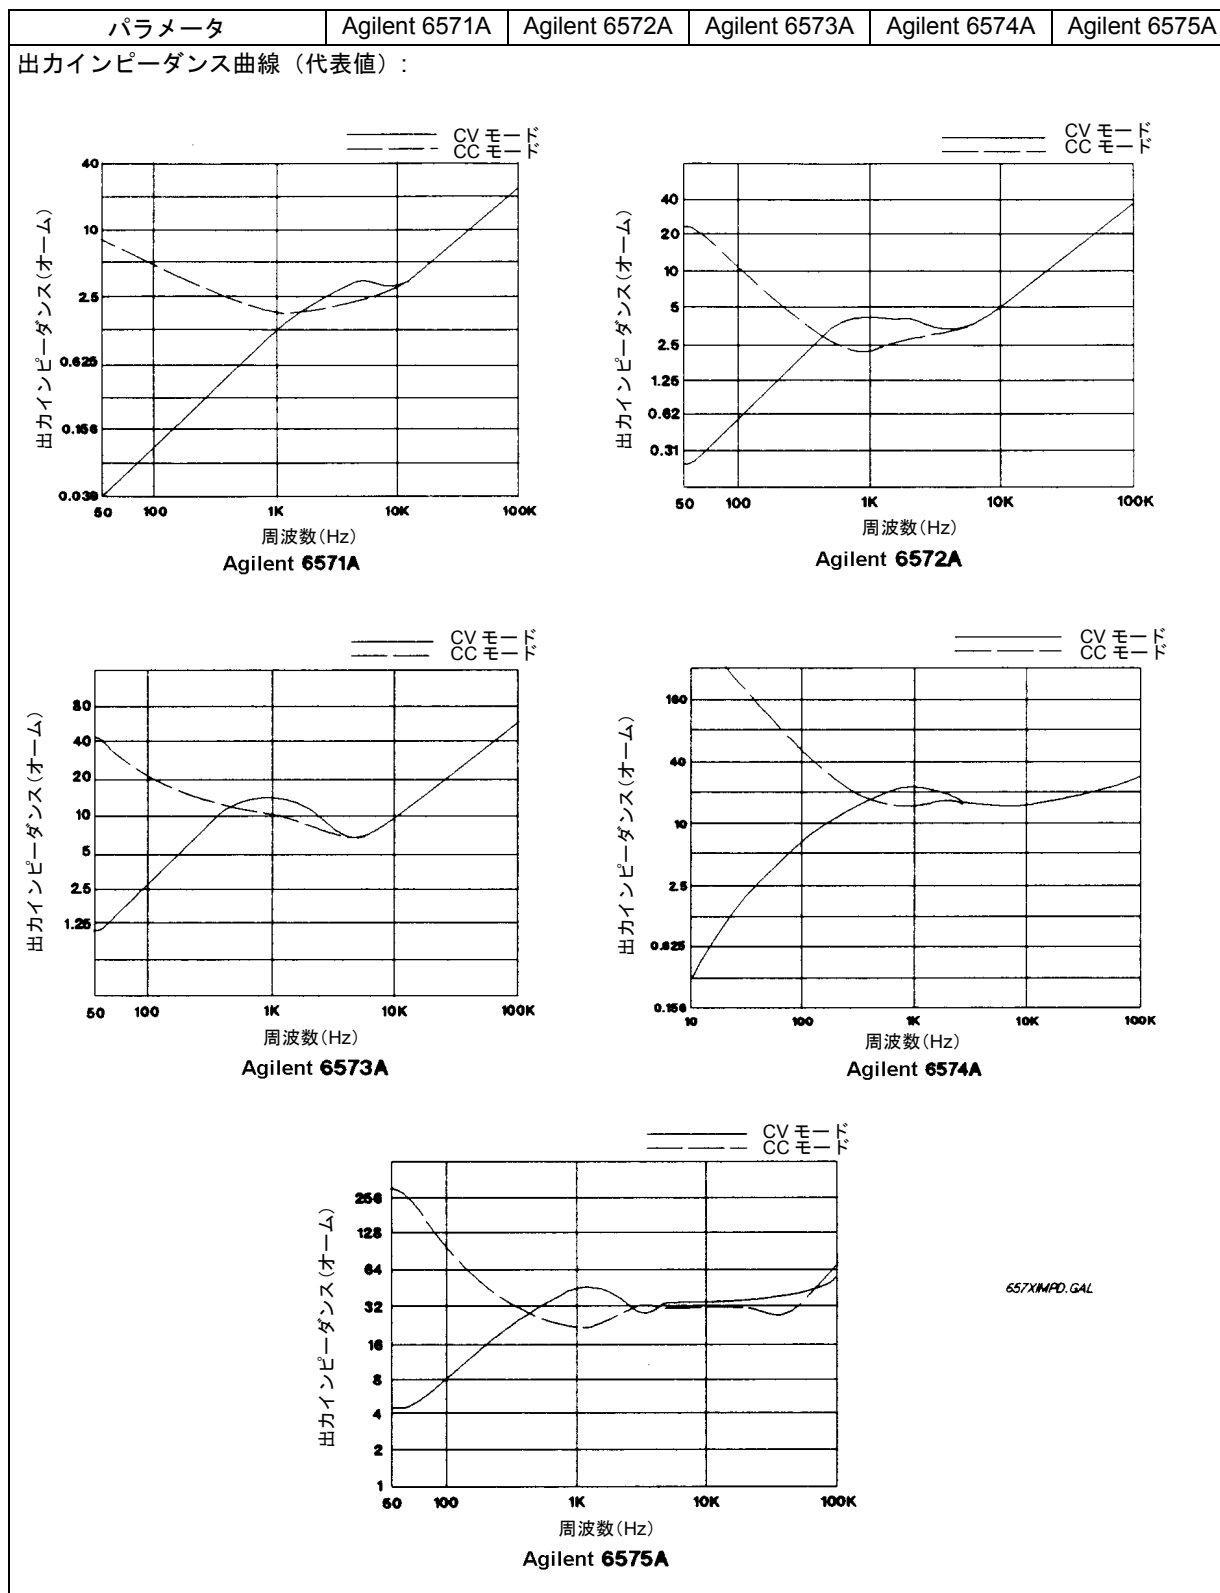 パラメータ Agilent 6571A Agilent 6572A Agilent 6573A Agilent 6574A Agilent 6575A
出力インピーダンス曲線（代表値）:
CV モード
CC モード
出力インピーダンス(オーム)
40
10
2.5
0.625
0.156
0.039
50 100 1K 10K 100K
周波数(Hz)
Agilent 6571A
CV モード
CC モード
出力インピーダンス(オーム)
40
20
10
5
2.5
1.25
0.62
0.31
50 100 1K 10K 100K
周波数(Hz)
Agilent 6572A
CV モード
CC モード
出力インピーダンス(オーム)
80
40
20
10
5
2.5
1.25
50 100 1K 10K 100K
周波数(Hz)
Agilent 6573A
CV モード
CC モード
出力インピーダンス(オーム)
160
40
10
2.5
0.625
0.156
10 100 1K 10K 100K
周波数(Hz)
Agilent 6574A
CV モード
CC モード
出力インピーダンス(オーム)
256
128
64
32
16
8
4
2
1
50 100 1K 10K 100K
周波数(Hz)
Agilent 6575A
657XIMPD.GAL